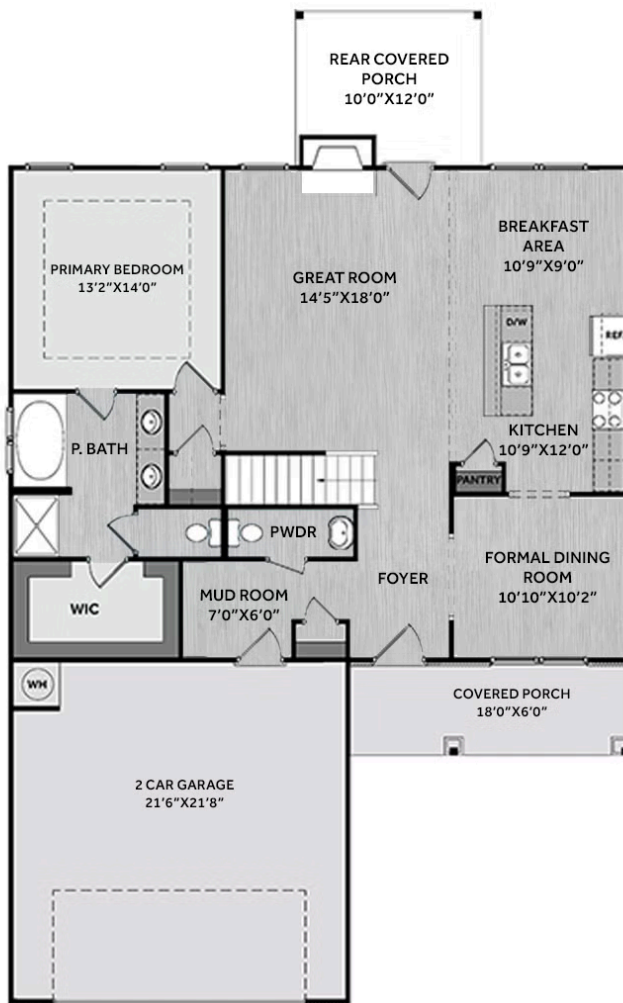 REAR COVERED
PORCH
10'0"X12'0"
BREAKFAST
AREA
10'9"X9'0"
PRIMARY BEDROOM
13'2"X14'0"
GREAT ROOM
14'5"X18'0"
D/W
REF
KITCHEN
10'9"X12'0"
P. BATH
PANTRY
PWDR
FORMAL DINING
ROOM
10'10"X10'2"
FOYER
MUD ROOM
7'0"X6'0"
WIC
WH
COVERED PORCH
18'0"X6'0"
2 CAR GARAGE
21'6"X21'8"